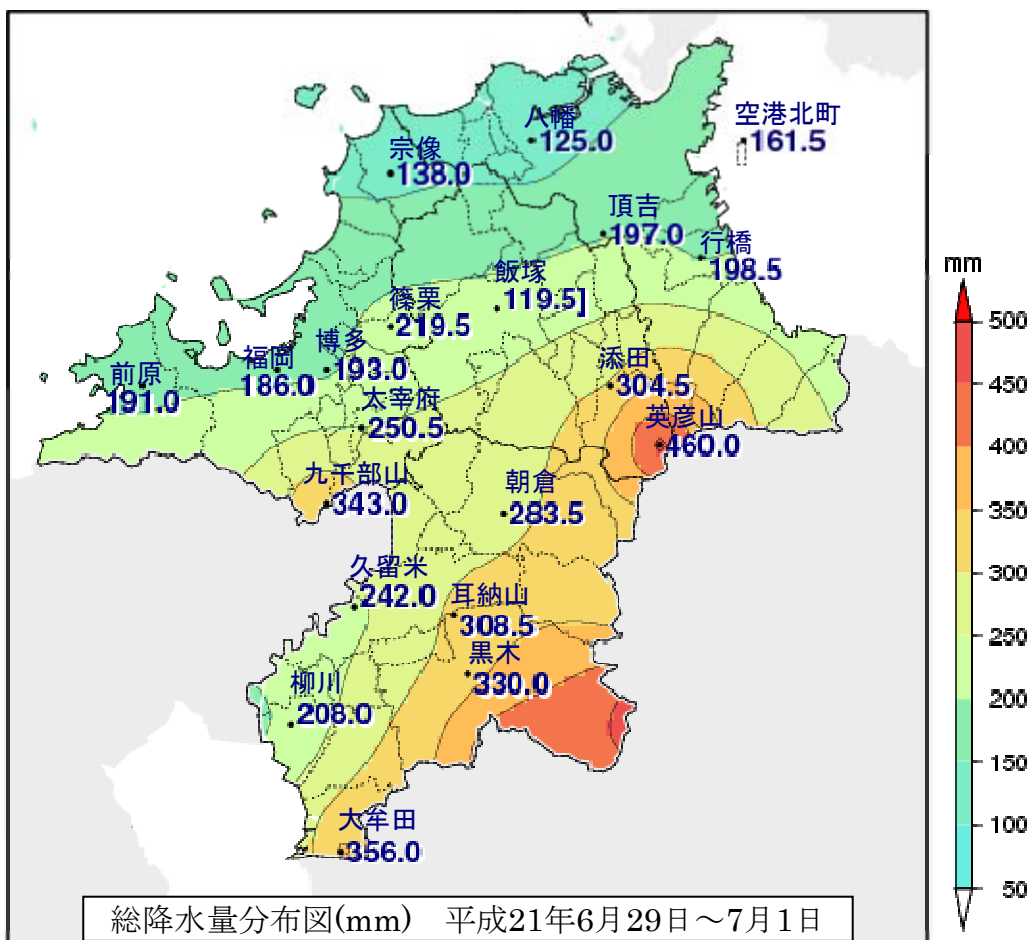 八幡
125.0
空港北町
161.5
宗像
138.0
頂吉
197.0
行橋
198.5
飯塚
119.5]
篠栗
219.5
博多
193.0
福岡
186.0
前原
191.0
添田
304.5
太宰府
250.5
英彦山
460.0
九千部山
343.0
朝倉
283.5
久留米
242.0
耳納山
308.5
黒木
330.0
柳川
208.0
大牟田
356.0
mm
500
450
400
350
300
250
200
150
100
50
総降水量分布図(mm) 平成21年6月29日～7月1日